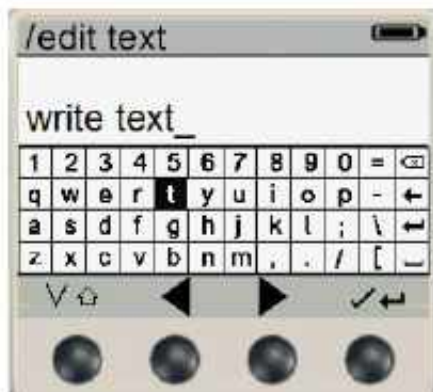 /edit text
write text_
1 2 3 4 5 6 7 8 9 0 =
q w e r t y u i o p -
a s d f g h j k l ; \
z x c v b n m , . / [